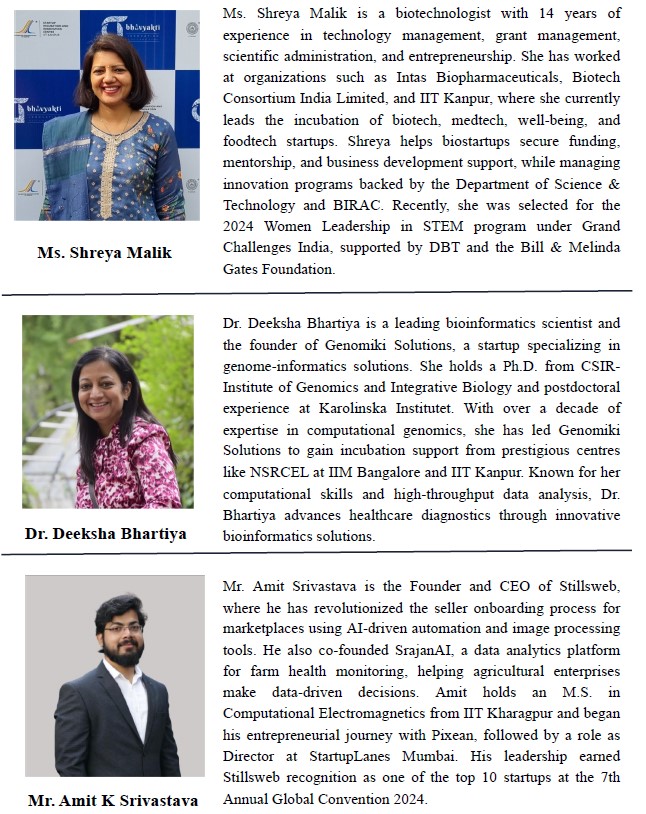 bhavyakti
bhavyakti
Ms. Shreya Malik is a biotechnologist with 14 years of
experience in technology management, grant management,
scientific administration, and entrepreneurship. She has worked
at organizations such as Intas Biopharmaceuticals, Biotech
Consortium India Limited, and IIT Kanpur, where she currently
leads the incubation of biotech, medtech, well-being, and
foodtech startups. Shreya helps biostartups secure funding,
mentorship, and business development support, while managing
innovation programs backed by the Department of Science &
Technology and BIRAC. Recently, she was selected for the
2024 Women Leadership in STEM program under Grand
Challenges India, supported by DBT and the Bill & Melinda
Gates Foundation.
Ms. Shreya Malik
Dr. Deeksha Bhartiya is a leading bioinformatics scientist and
the founder of Genomiki Solutions, a startup specializing in
genome-informatics solutions. She holds a Ph.D. from CSIR-
Institute of Genomics and Integrative Biology and postdoctoral
experience at Karolinska Institutet. With over a decade of
expertise in computational genomics, she has led Genomiki
Solutions to gain incubation support from prestigious centres
like NSRCEL at IIM Bangalore and IIT Kanpur. Known for her
computational skills and high-throughput data analysis, Dr.
Bhartiya advances healthcare diagnostics through innovative
bioinformatics solutions.
Dr. Deeksha Bhartiya
Mr. Amit Srivastava is the Founder and CEO of Stillsweb,
where he has revolutionized the seller onboarding process for
marketplaces using AI-driven automation and image processing
tools. He also co-founded SrajanAI, a data analytics platform
for farm health monitoring, helping agricultural enterprises
make data-driven decisions. Amit holds an M.S. in
Computational Electromagnetics from IIT Kharagpur and began
his entrepreneurial journey with Pixean, followed by a role as
Director at StartupLanes Mumbai. His leadership earned
Stillsweb recognition as one of the top 10 startups at the 7th
Annual Global Convention 2024.
Mr. Amit K Srivastava